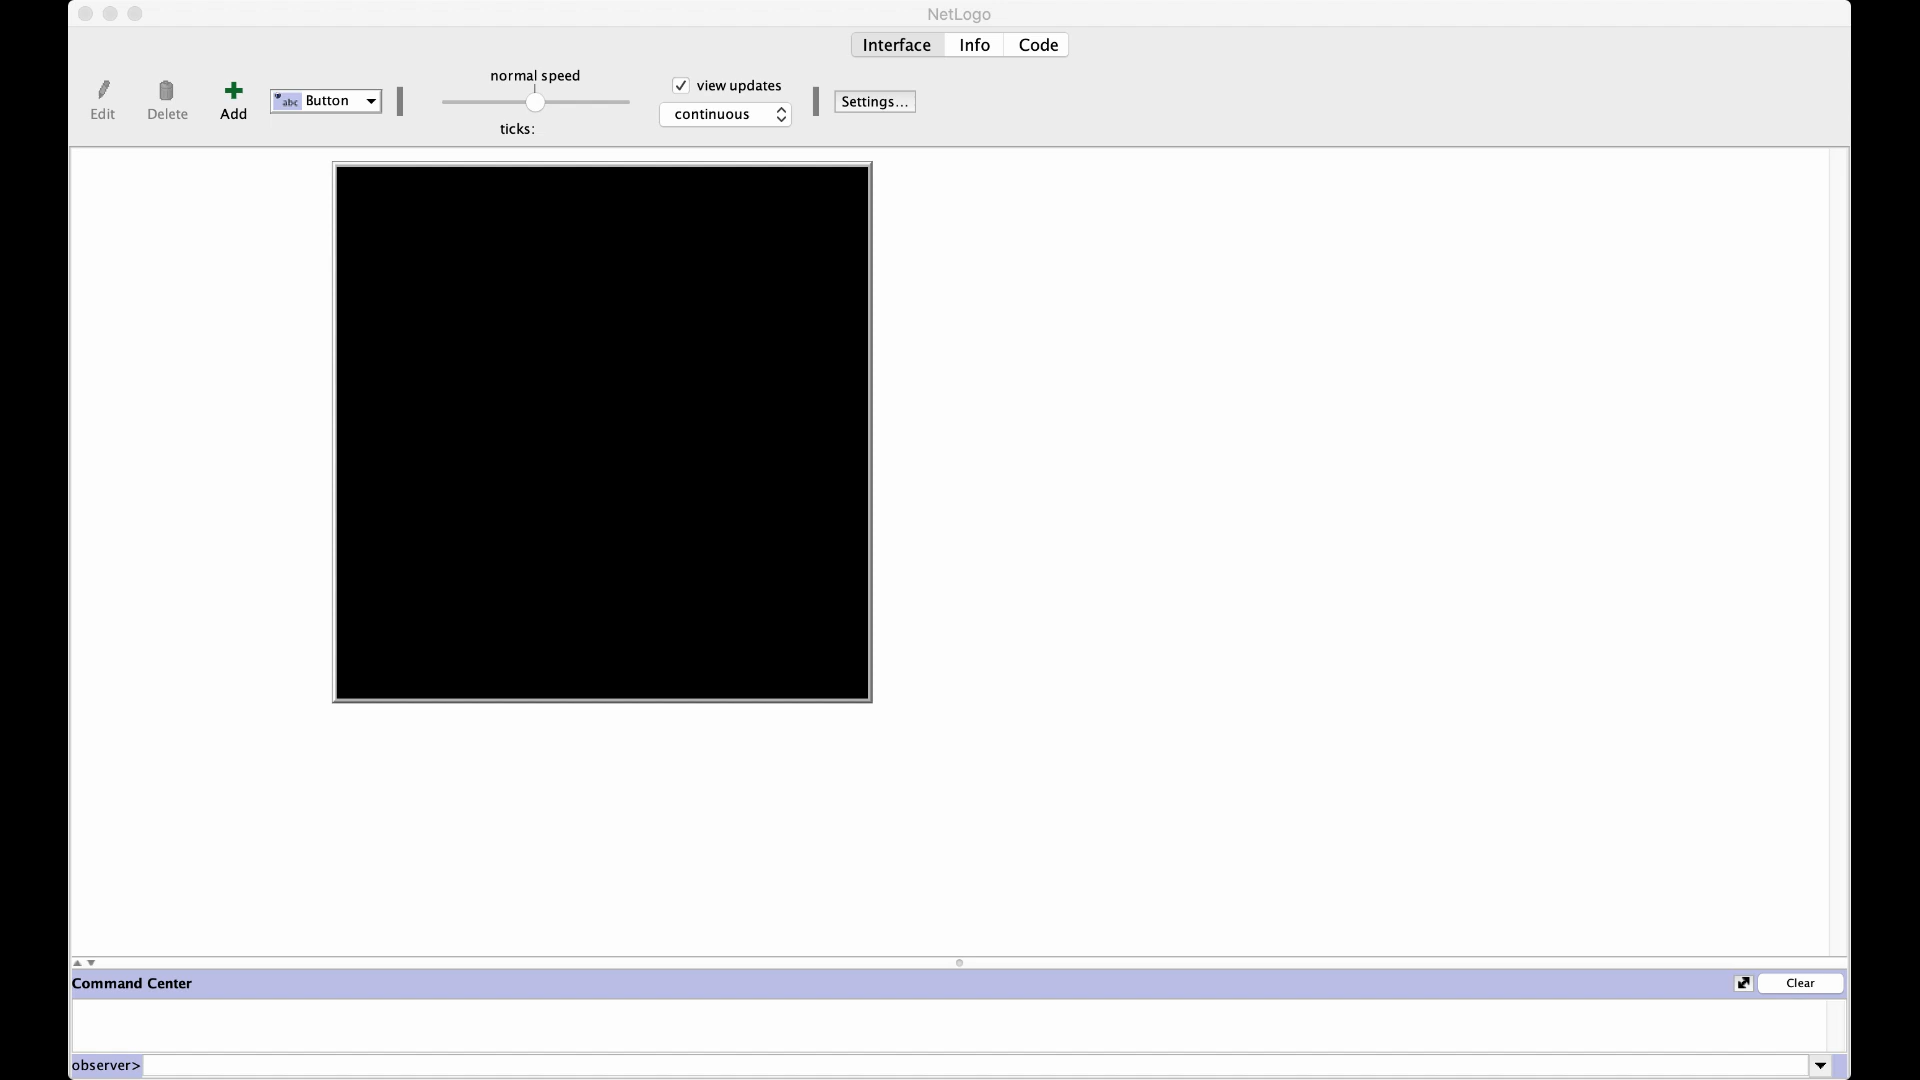 NetLogo
Interface Info Code
Edit Delete Add abc Button
normal speed
ticks:
view updates
continuous
Settings...
Command Center
Clear
observer>